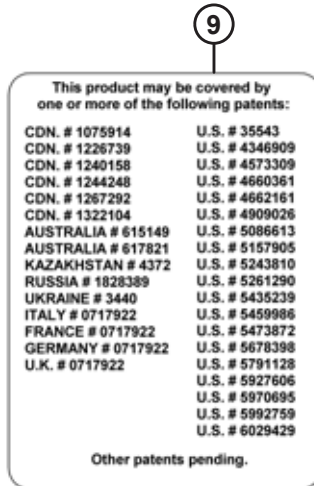 9
This product may be covered by
one or more of the following patents:
CDN. # 1075914
CDN. # 1226739
CDN. # 1240158
CDN. # 1244248
CDN. # 1267292
CDN. # 1322104
AUSTRALIA # 615149
AUSTRALIA # 617821
KAZAKHSTAN # 4372
RUSSIA # 1828389
UKRAINE # 3440
ITALY # 0717922
FRANCE # 0717922
GERMANY # 0717922
U.K. # 0717922
U.S. # 35543
U.S. # 4346909
U.S. # 4573309
U.S. # 4660361
U.S. # 4662161
U.S. # 4909026
U.S. # 5086613
U.S. # 5157905
U.S. # 5243810
U.S. # 5261290
U.S. # 5435239
U.S. # 5459986
U.S. # 5473872
U.S. # 5678398
U.S. # 5791128
U.S. # 5927606
U.S. # 5970695
U.S. # 5992759
U.S. # 6029429
Other patents pending.